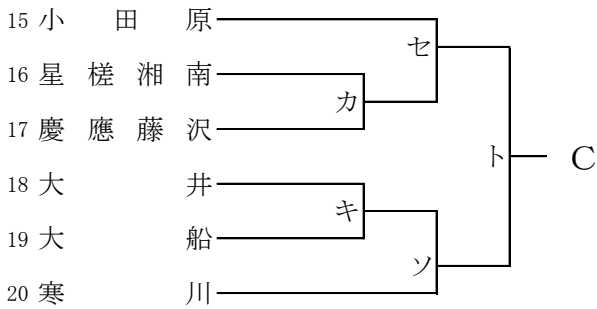 15 小田原
セ
16 星槎湘南
カ
17 慶應藤沢
ト C
18 大井
キ
19 大船
ソ
20 寒川